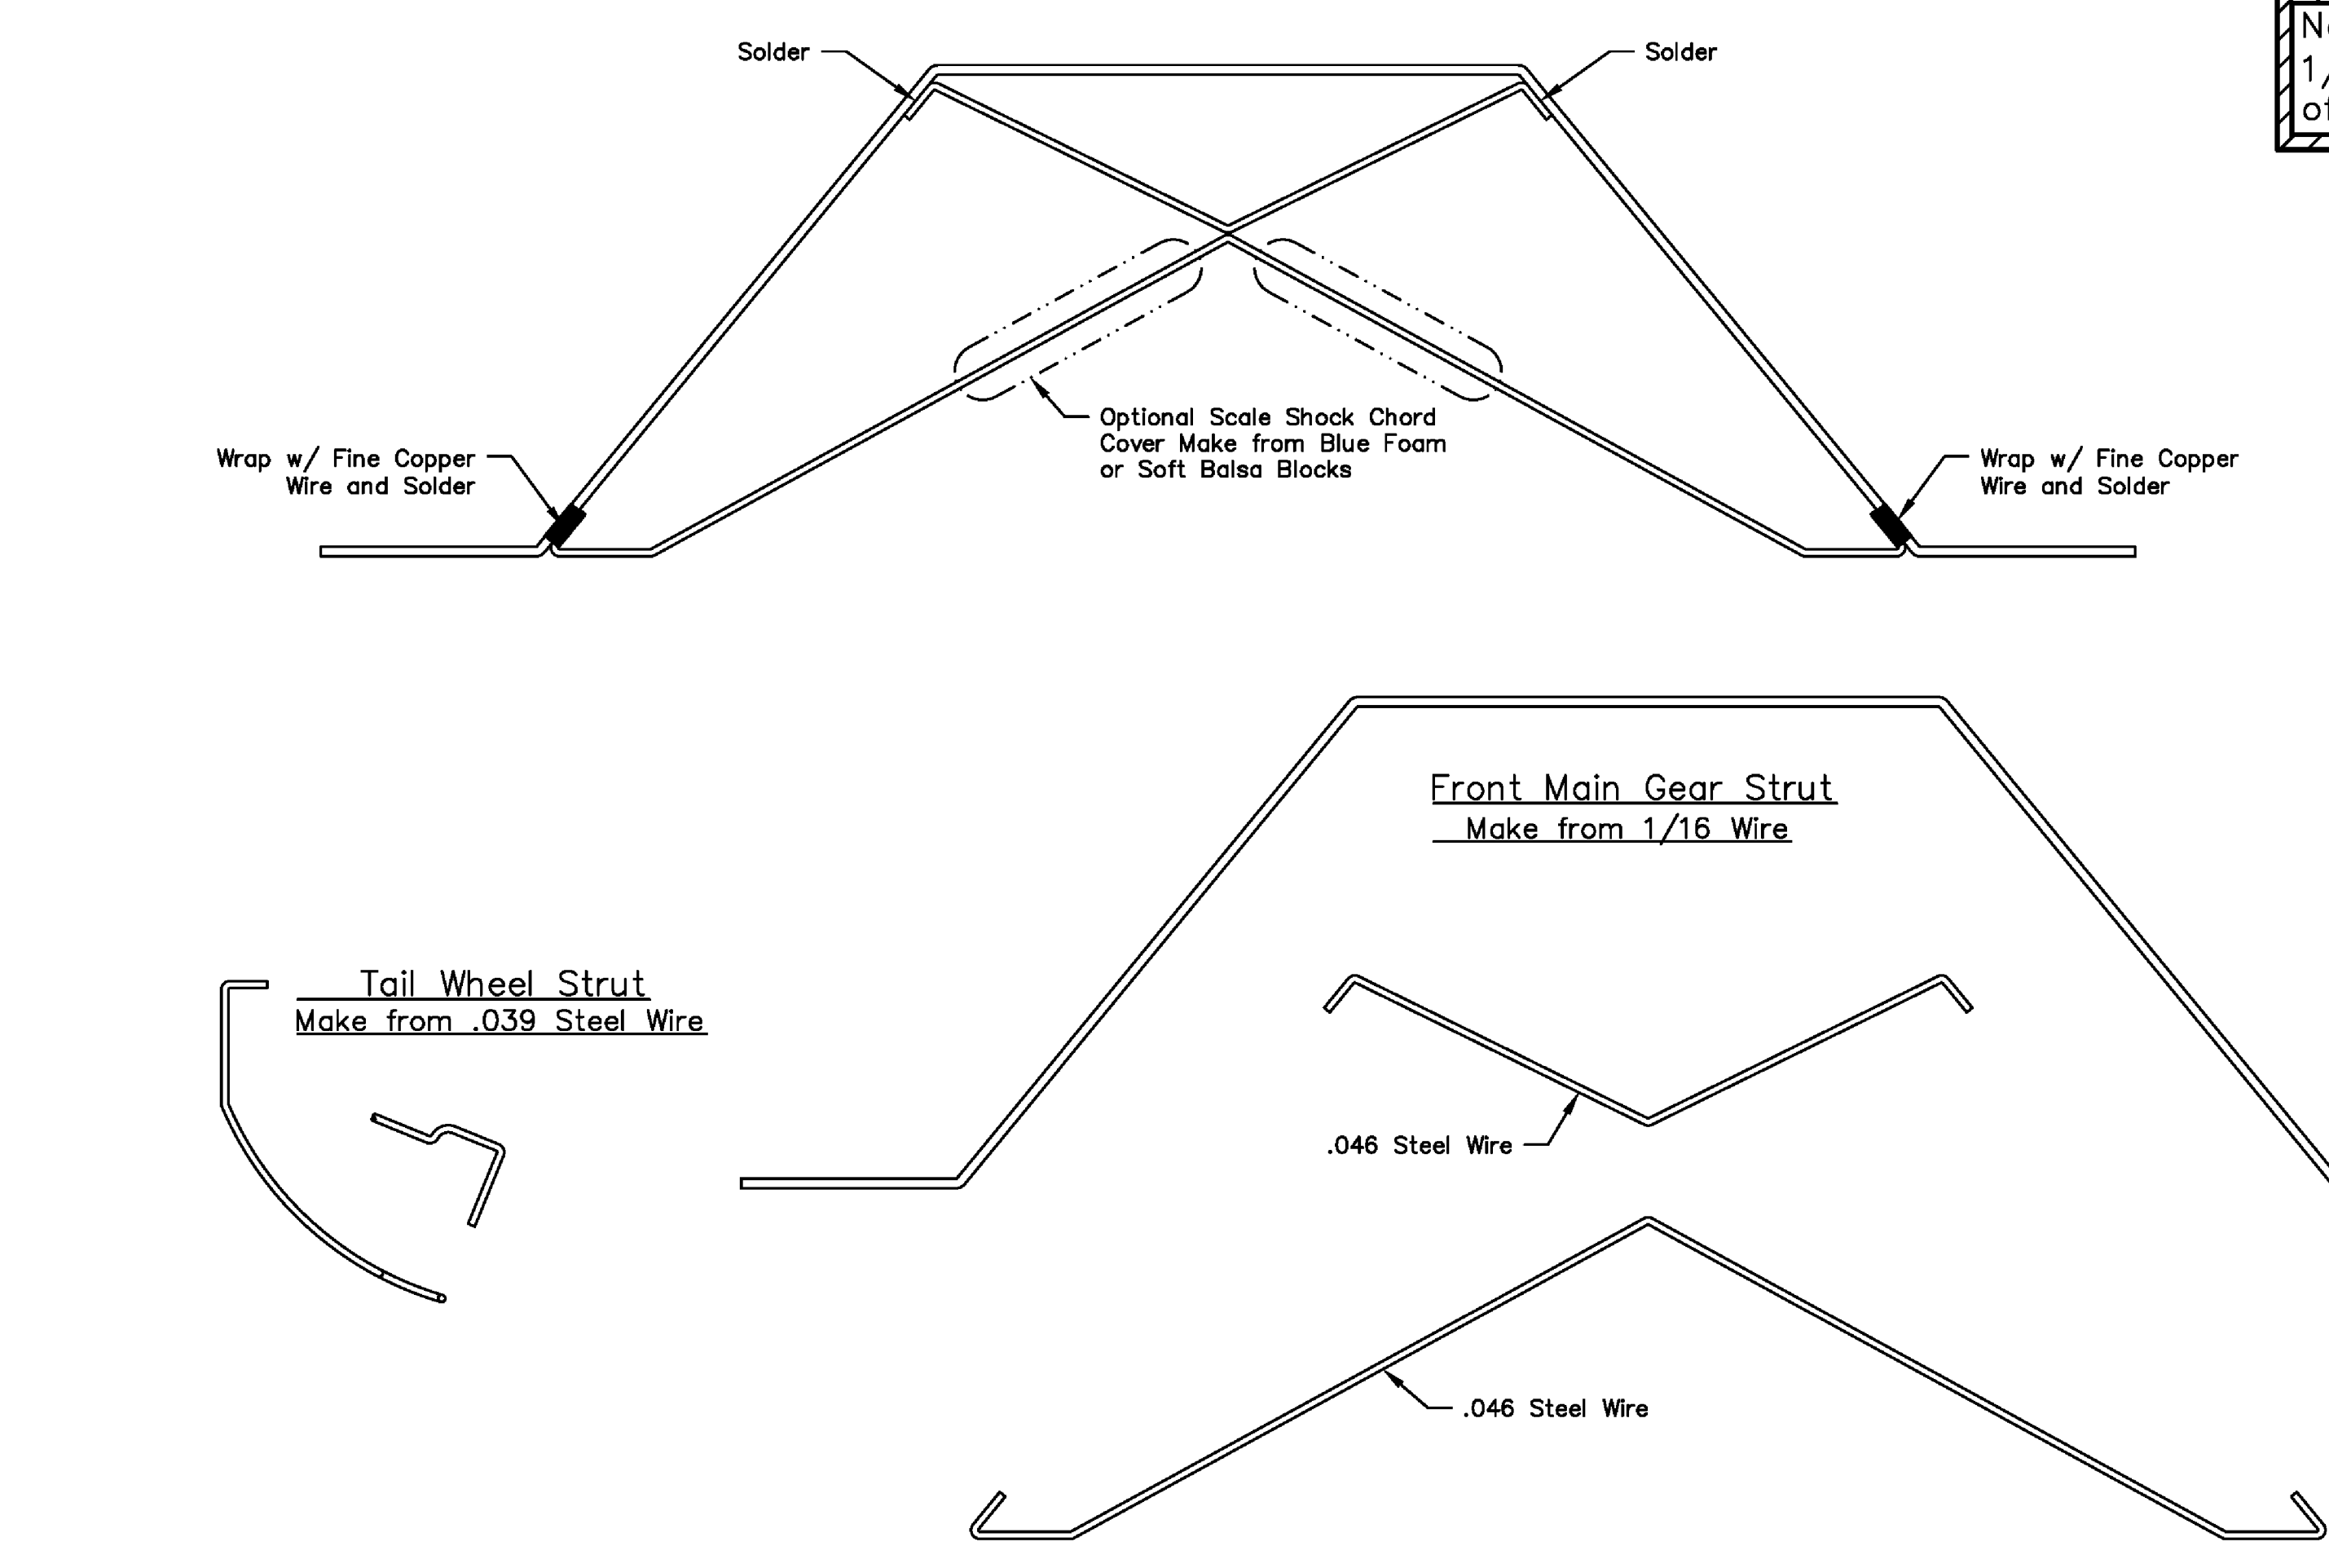 Solder
Solder
1/
Optional Scale Shock Chord
Cover Make from Blue Foam
or Soft Balsa Blocks
Wrap w/ Fine Copper
Wire and Solder
Wrap w/ Fine Copper
Wire and Solder
Front Main Gear Strut
Make from 1/16 Wire
Tail Wheel Strut
Make from .039 Steel Wire
.046 Steel Wire
.046 Steel Wire